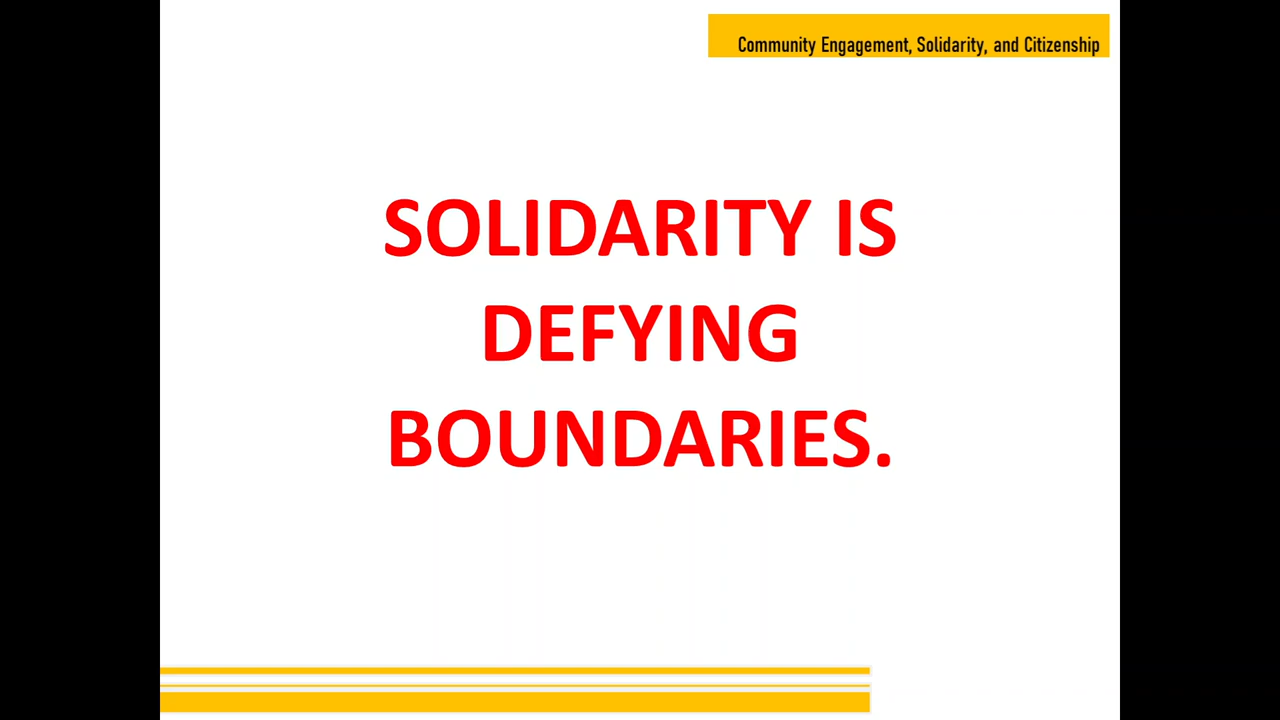 Community Engagement, Solidarity, and Citizenship
SOLIDARITY IS
DEFYING
BOUNDARIES.